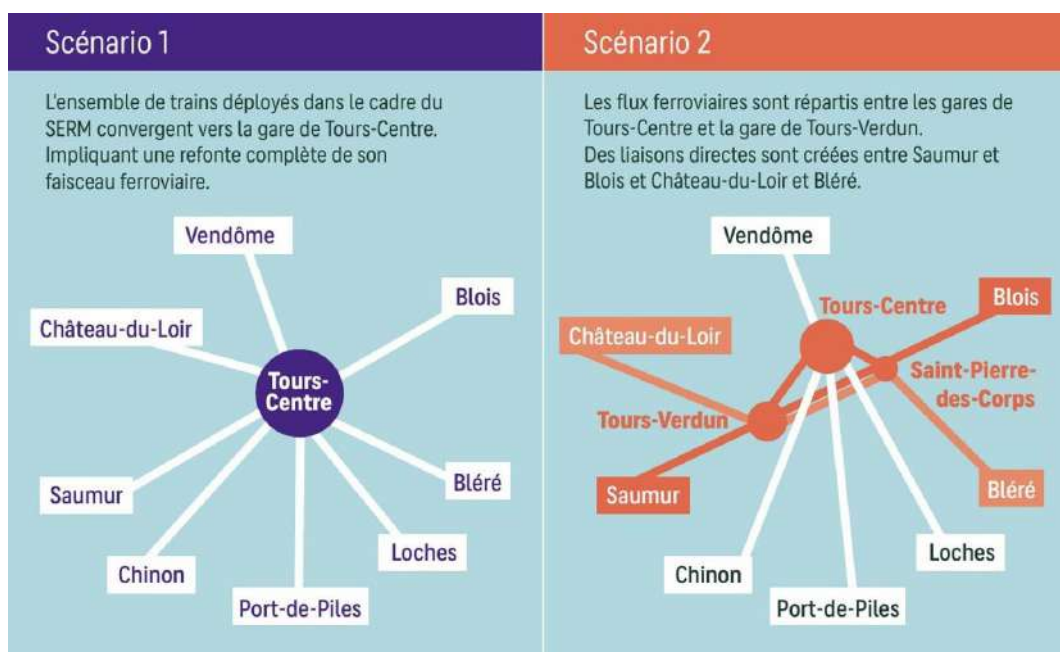 Scénario 1
L'ensemble de trains déployés dans le cadre du
SERM convergent vers la gare de Tours-Centre.
Impliquant une refonte complète de son
faisceau ferroviaire.
Vendôme
Blois
Château-du-Loir
Tours-
Centre
Saumur
Bléré
Chinon
Loches
Port-de-Piles
Scénario 2
Les flux ferroviaires sont répartis entre les gares de
Tours-Centre et la gare de Tours-Verdun.
Des liaisons directes sont créées entre Saumur et
Blois et Château-du-Loir et Bléré.
Vendôme
Tours-Centre
Blois
Château-du-Loir
Saint-Pierre-
des-Corps
Tours-Verdun
Saumur
Bléré
Chinon
Loches
Port-de-Piles